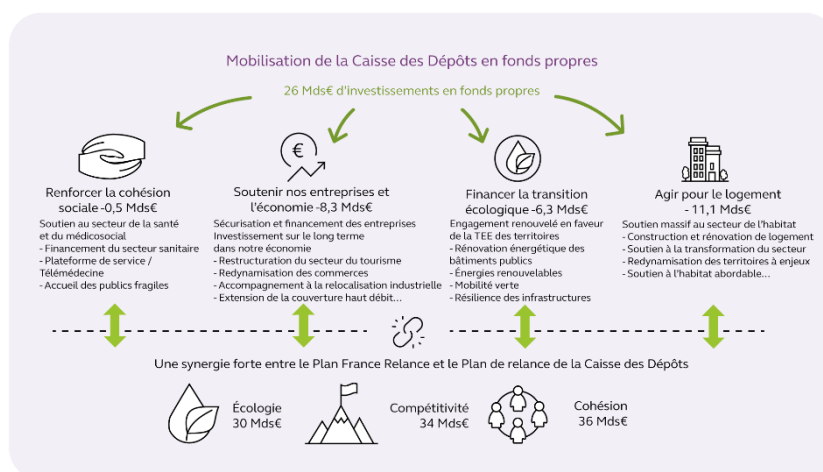 Mobilisation de la Caisse des Dépôts en fonds propres
26 Mds€ d'investissements en fonds propres
Renforcer la cohésion
sociale -0,5 Mds€
Soutien au secteur de la santé
et du médicosocial
- Financement du secteur sanitaire
- Plateforme de service /
Télémédecine
- Accueil des publics fragiles
€
Soutenir nos entreprises et
l'économie -8,3 Mds€
Sécurisation et financement des entreprises
Investissement sur le long terme
dans notre économie
- Restructuration du secteur du tourisme
- Redynamisation des commerces
- Accompagnement à la relocalisation industrielle
- Extension de la couverture haut débit...
Financer la transition
écologique -6,3 Mds€
Engagement renouvelé en faveur
de la TEE des territoires
- Rénovation énergétique des
bâtiments publics
- Énergies renouvelables
- Mobilité verte
- Résilience des infrastructures
Agir pour le logement
- 11,1 Mds€
Soutien massif au secteur de l'habitat
- Construction et rénovation de logement
- Soutien à la transformation du secteur
- Redynamisation des territoires à enjeux
- Soutien à l'habitat abordable...
Une synergie forte entre le Plan France Relance et le Plan de relance de la Caisse des Dépôts
Écologie
30 Mds€
Compétitivité
34 Mds€
Cohésion
36 Mds€